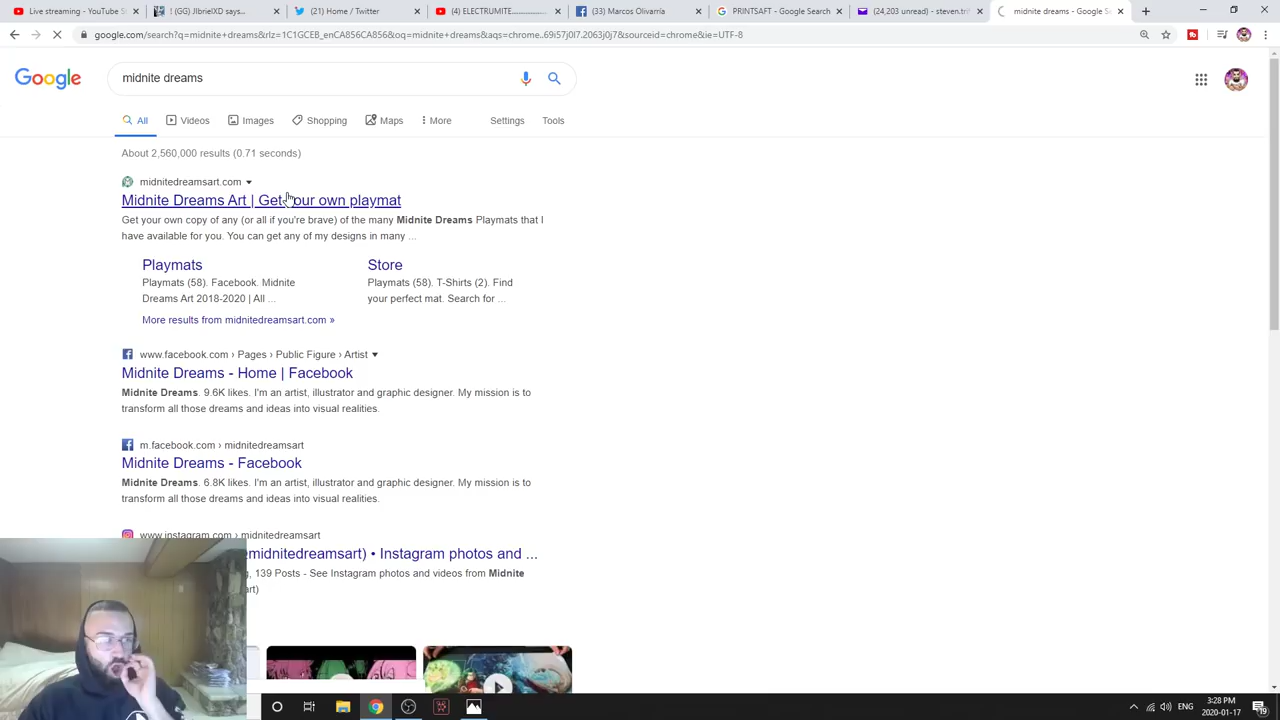 Live streaming - YouTube S
! (GG) JIbrielXD says...
(21) Home / Twitter
(4) ELECTRUMITE
(33) Marcos Olivarría
PRINTSAFT - Google Search
(24,203 unread) - steven.tr
midnite dreams - Google Se
google.com/search?q=midnite+dreams&rlz=1C1GCEB_enCA856CA856&oq=midnite+dreams&aqs=chrome..69i57j0l7.2063j0j7&sourceid=chrome&ie=UTF-8
Google
midnite dreams
All
Videos
Images
Shopping
Maps
More
Settings
Tools
About 2,560,000 results (0.71 seconds)
midnitedreamsart.com
Midnite Dreams Art | Get your own playmat
Get your own copy of any (or all if you're brave) of the many Midnite Dreams Playmats that I
have available for you. You can get any of my designs in many ...
Playmats
Playmats (58). Facebook. Midnite
Dreams Art 2018-2020 | All ...
Store
Playmats (58). T-Shirts (2). Find
your perfect mat. Search for ...
More results from midnitedreamsart.com »
www.facebook.com › Pages › Public Figure › Artist
Midnite Dreams - Home | Facebook
Midnite Dreams. 9.6K likes. I'm an artist, illustrator and graphic designer. My mission is to
transform all those dreams and ideas into visual realities.
m.facebook.com › midnitedreamsart
Midnite Dreams - Facebook
Midnite Dreams. 6.8K likes. I'm an artist, illustrator and graphic designer. My mission is to
transform all those dreams and ideas into visual realities.
www.instagram.com › midnitedreamsart
midnitedreamsart) • Instagram photos and ...
139 Posts - See Instagram photos and videos from Midnite
art)
ENG
3:28 PM
2020-01-17
19